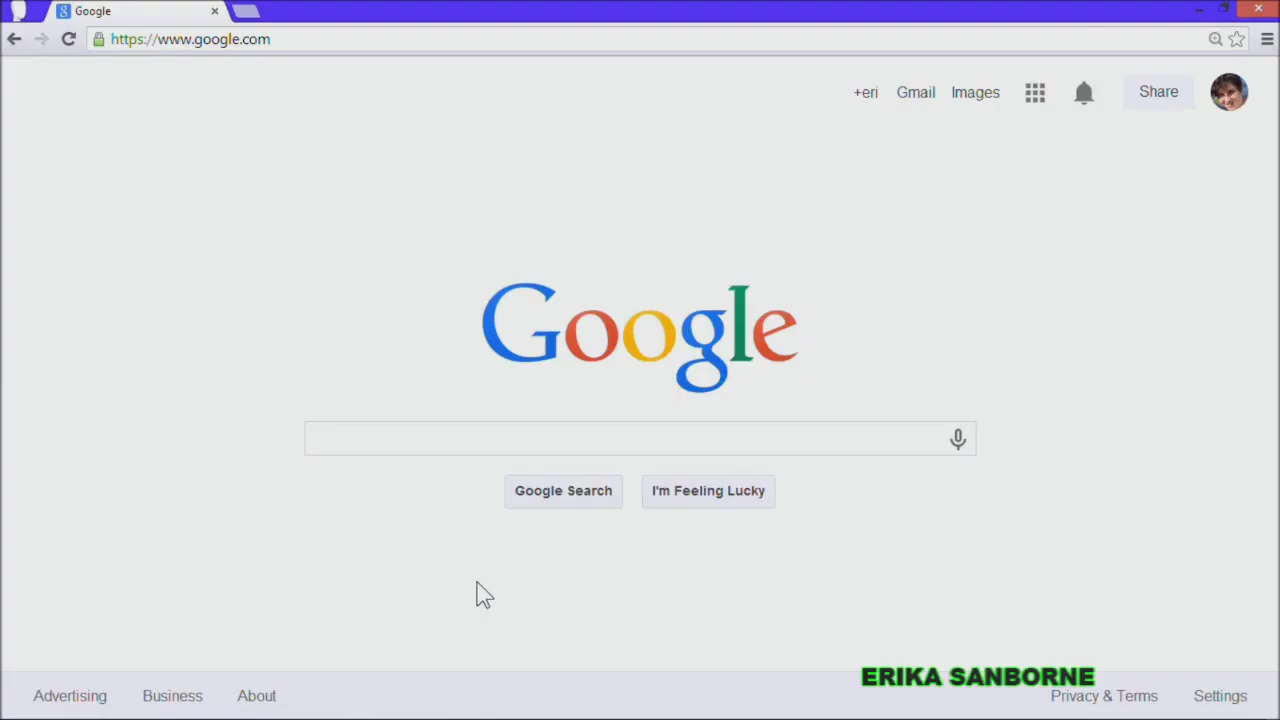 Google
https://www.google.com
+eri Gmail Images Share
Google
Google Search I'm Feeling Lucky
ERIKA SANBORNE
Advertising Business About Privacy & Terms Settings